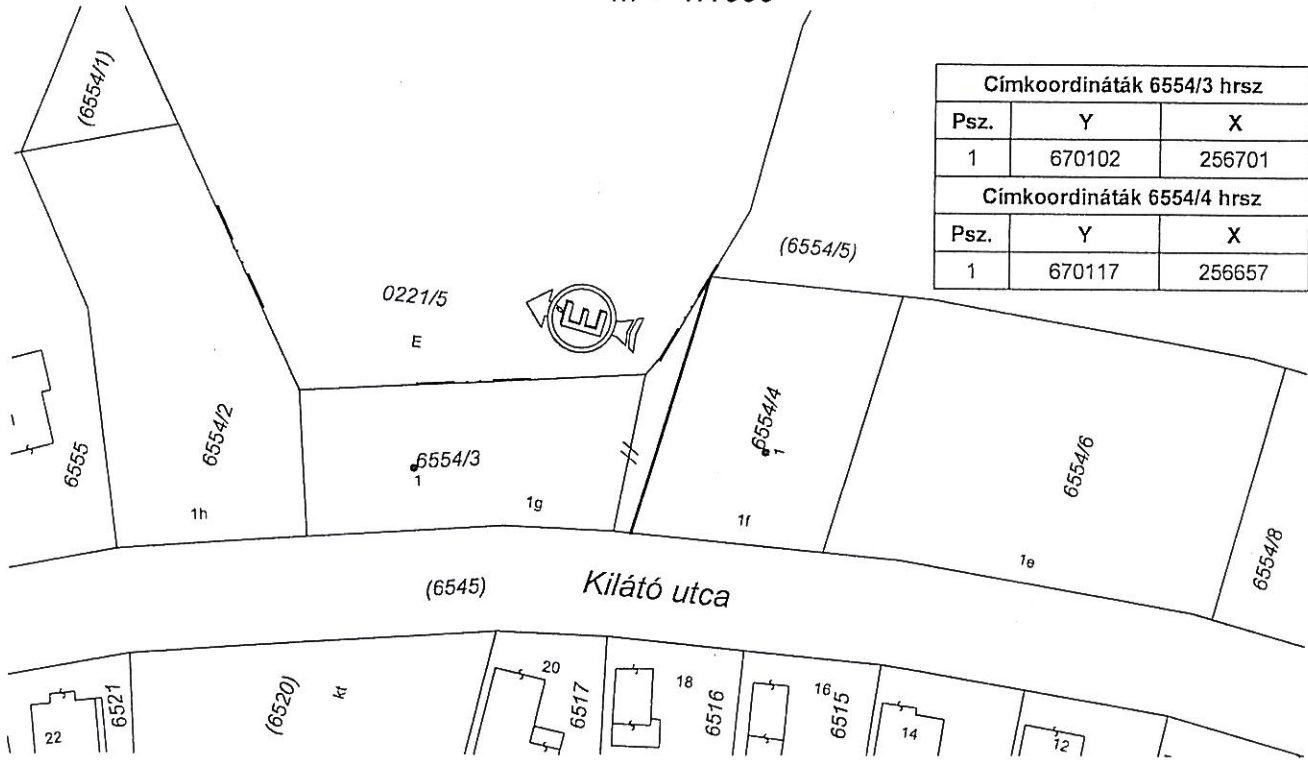 (6554/1)
Címkoordináták 6554/3 hrsz
Psz. Y X
1 670102 256701
Címkoordináták 6554/4 hrsz
Psz. Y X
1 670117 256657
(6554/5)
0221/5
E
É
6555
6554/2
1h
6554/3
1
1g
6554/4
1
1f
6554/6
1e
6554/8
(6545)
Kilátó utca
22
6521
(6520)
kt
20
6517
18
6516
16
6515
14
12